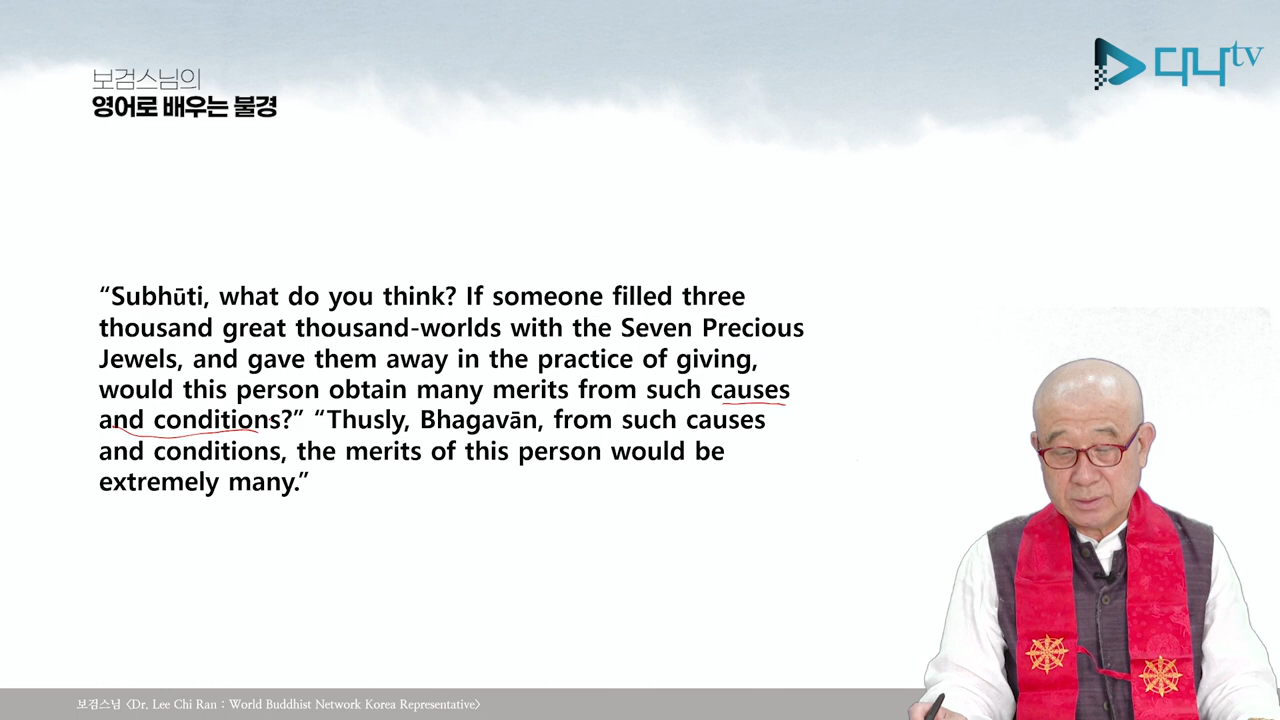 보검스님의
영어로 배우는 불경
다나tv
“Subhūti, what do you think? If someone filled three
thousand great thousand-worlds with the Seven Precious
Jewels, and gave them away in the practice of giving,
would this person obtain many merits from such causes
and conditions?” “Thusly, Bhagavān, from such causes
and conditions, the merits of this person would be
extremely many.”
보검스님 <Dr. Lee Chi Ran : World Buddhist Network Korea Representative>